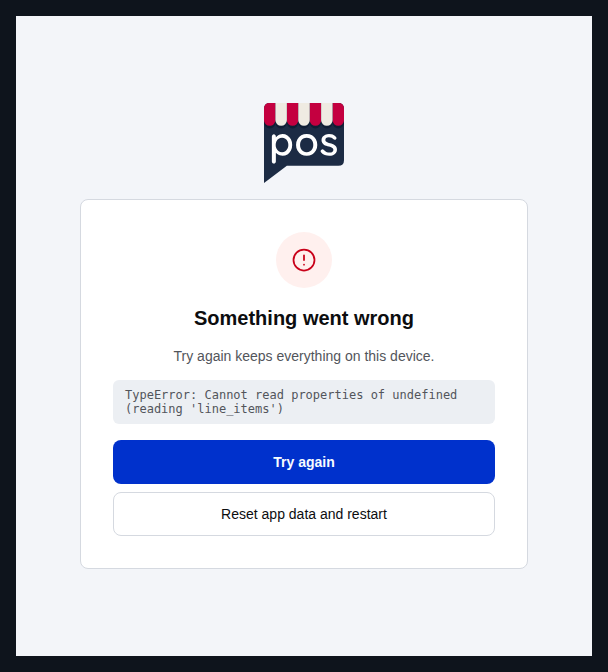 pos
Something went wrong
Try again keeps everything on this device.
TypeError: Cannot read properties of undefined
(reading 'line_items')
Try again
Reset app data and restart